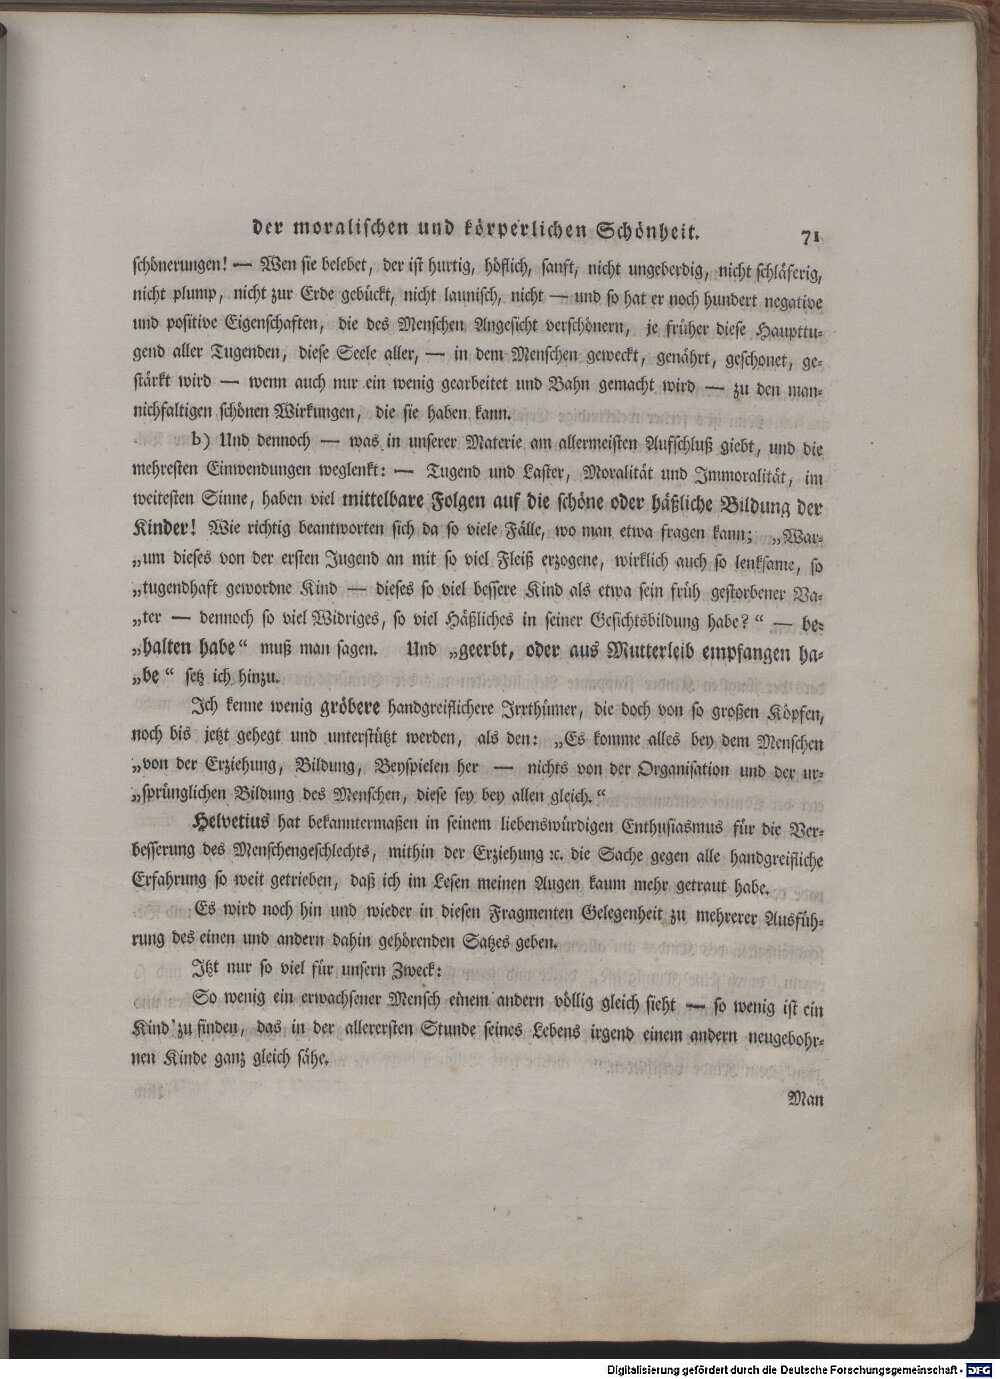 der moralischen und körperlichen Schönheit. 71
schönerungen! — Wen sie belebet, der ist hurtig, höflich, sanft, nicht ungeberdig, nicht schläferig,
nicht plump, nicht zur Erde gebückt, nicht launisch, nicht — und so hat er noch hundert negative
und positive Eigenschaften, die des Menschen Angesicht verschönern, je früher diese Haupttu-
gend aller Tugenden, diese Seele aller, — in dem Menschen geweckt, genährt, geschonet, ge-
stärkt wird — wenn auch nur ein wenig gearbeitet und Bahn gemacht wird — zu den man-
nichfaltigen schönen Wirkungen, die sie haben kann.
b) Und dennoch — was in unserer Materie am allermeisten Aufschluß giebt, und die
mehresten Einwendungen weglenkt: — Tugend und Laster, Moralität und Immoralität, im
weitesten Sinne, haben viel mittelbare Folgen auf die schöne oder häßliche Bildung der
Kinder! Wie richtig beantworten sich da so viele Fälle, wo man etwa fragen kann; „War-
„um dieses von der ersten Jugend an mit so viel Fleiß erzogene, wirklich auch so lenksame, so
„tugendhaft gewordne Kind — dieses so viel bessere Kind als etwa sein früh gestorbener Va-
„ter — dennoch so viel Widriges, so viel Häßliches in seiner Gesichtsbildung habe?“ — be-
„halten habe“ muß man sagen. Und „geerbt, oder aus Mutterleib empfangen ha-
„be“ setz ich hinzu.
Ich kenne wenig gröbere handgreiflichere Irrthümer, die doch von so großen Köpfen,
noch bis jetzt gehegt und unterstützt werden, als den: „Es komme alles bey dem Menschen
„von der Erziehung, Bildung, Beyspielen her — nichts von der Organisation und der ur-
„sprünglichen Bildung des Menschen, diese sey bey allen gleich.“
Helvetius hat bekanntermaßen in seinem liebenswürdigen Enthusiasmus für die Ver-
besserung des Menschengeschlechts, mithin der Erziehung ꝛc. die Sache gegen alle handgreifliche
Erfahrung so weit getrieben, daß ich im Lesen meinen Augen kaum mehr getraut habe.
Es wird noch hin und wieder in diesen Fragmenten Gelegenheit zu mehrerer Ausfüh-
rung des einen und andern dahin gehörenden Satzes geben.
Itzt nur so viel für unsern Zweck:
So wenig ein erwachsener Mensch einem andern völlig gleich sieht — so wenig ist ein
Kind zu finden, das in der allerersten Stunde seines Lebens irgend einem andern neugebohr-
nen Kinde ganz gleich sähe.
Man
Digitalisierung gefördert durch die Deutsche Forschungsgemeinschaft - DFG